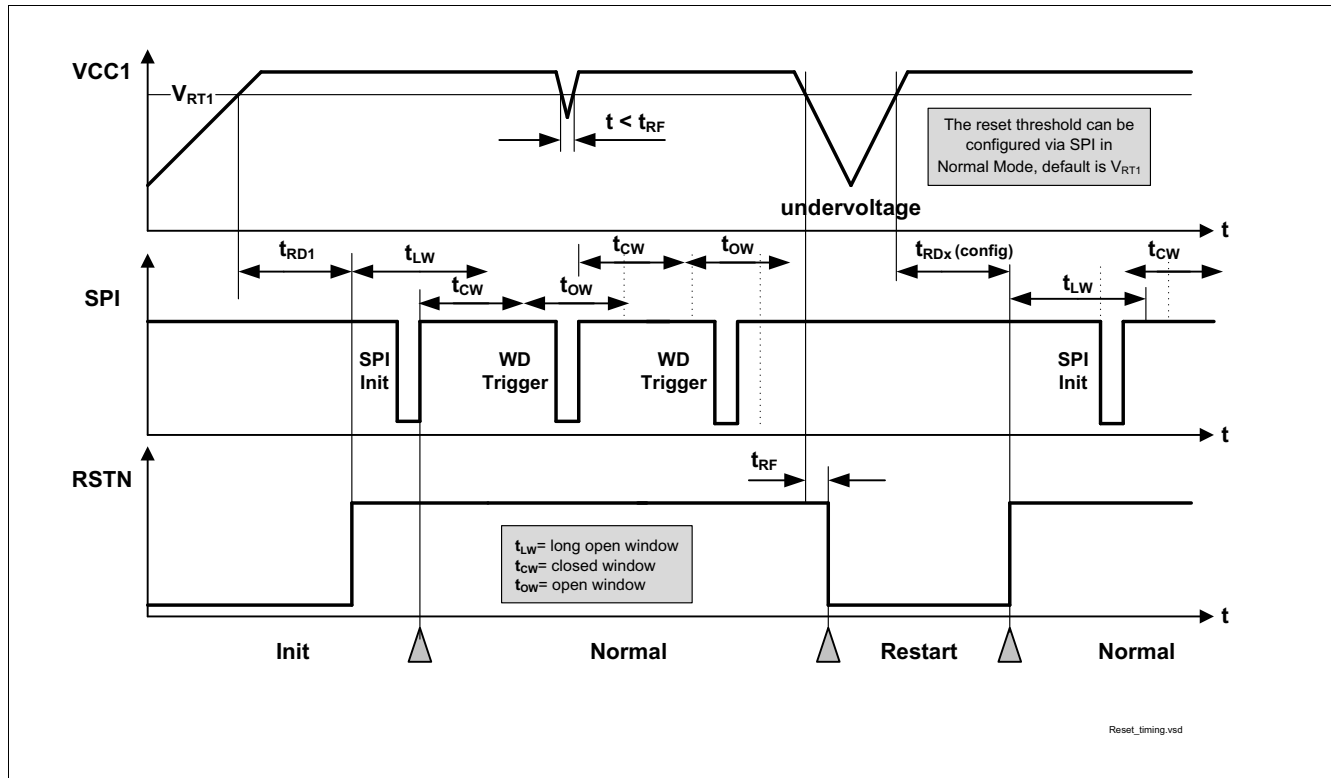 VCC1
VRT1
t < tRF
The reset threshold can be
configured via SPI in
Normal Mode, default is VRT1
undervoltage
t
tRD1
tLW
tCW
tOW
tRDx (config)
tCW
SPI
tCW
tOW
tLW
SPI
Init
WD
Trigger
WD
Trigger
SPI
Init
t
RSTN
tRF
tLW= long open window
tCW= closed window
tOW= open window
t
Init
Normal
Restart
Normal
Reset_timing.vsd